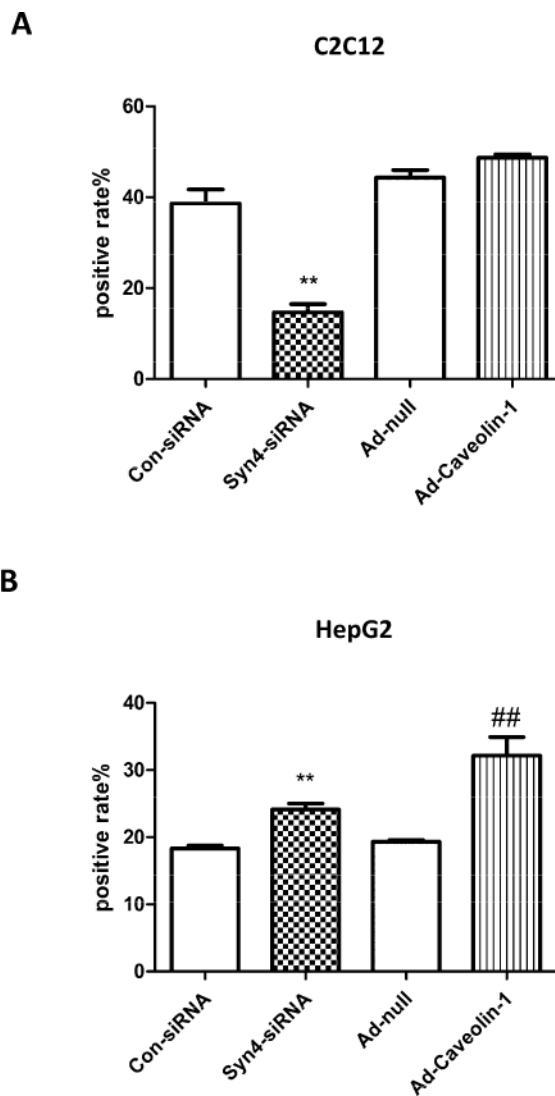 A
C2C12
positive rate%
60
40
20
0
**
Con-siRNA
Syn4-siRNA
Ad-null
Ad-Caveolin-1
B
HepG2
positive rate%
40
30
20
10
0
**
##
Con-siRNA
Syn4-siRNA
Ad-null
Ad-Caveolin-1